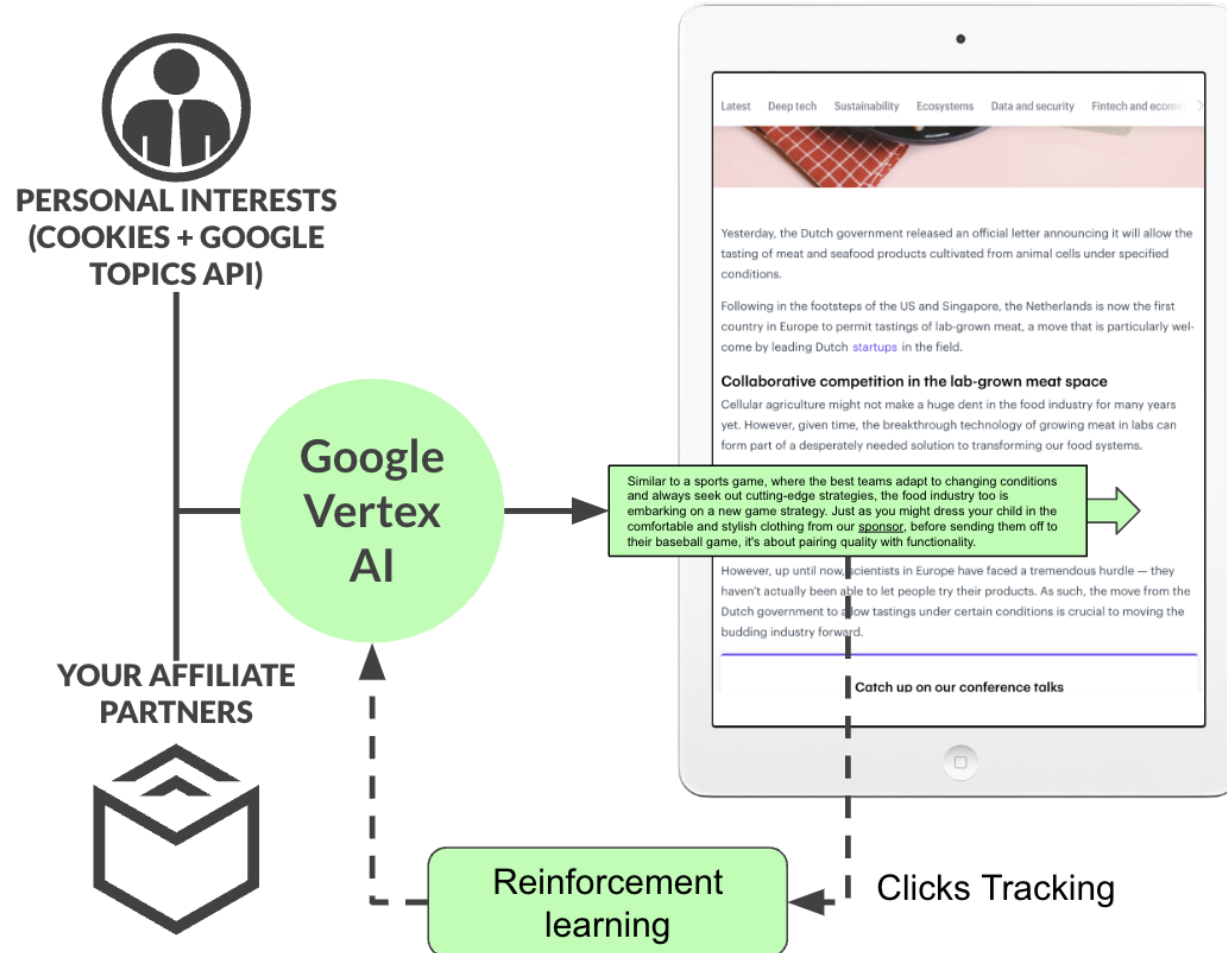 PERSONAL INTERESTS
(COOKIES + GOOGLE
TOPICS API)
YOUR AFFILIATE
PARTNERS
Google
Vertex
AI
Latest Deep tech Sustainability Ecosystems Data and security Fintech and ecomm
Yesterday, the Dutch government released an official letter announcing it will allow the
tasting of meat and seafood products cultivated from animal cells under specified
conditions.
Following in the footsteps of the US and Singapore, the Netherlands is now the first
country in Europe to permit tastings of lab-grown meat, a move that is particularly wel-
come by leading Dutch startups in the field.
Collaborative competition in the lab-grown meat space
Cellular agriculture might not make a huge dent in the food industry for many years
yet. However, given time, the breakthrough technology of growing meat in labs can
form part of a desperately needed solution to transforming our food systems.
Similar to a sports game, where the best teams adapt to changing conditions
and always seek out cutting-edge strategies, the food industry too is
embarking on a new game strategy. Just as you might dress your child in the
comfortable and stylish clothing from our sponsor, before sending them off to
their baseball game, it's about pairing quality with functionality.
However, up until now, scientists in Europe have faced a tremendous hurdle — they
haven't actually been able to let people try their products. As such, the move from the
Dutch government to allow tastings under certain conditions is crucial to moving the
budding industry forward.
Catch up on our conference talks
Clicks Tracking
Reinforcement
learning